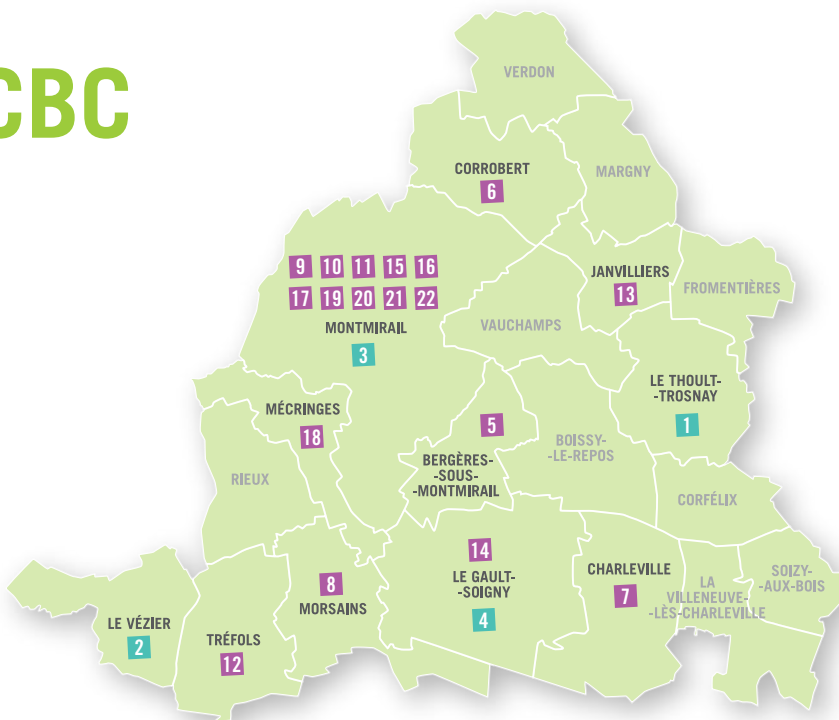 CBC
VERDON
CORROBERT
6
MARGNY
9 10 11 15 16
17 19 20 21 22
MONTMIRAIL
3
JANVILLIERS
13
FROMENTIÈRES
VAUCHAMPS
LE THOULT-
-TROSNAY
1
MÉCRINGES
18
5
BERGÈRES-
-SOUS-
-MONTMIRAIL
BOISSY-
-LE-REPOS
RIEUX
CORFÉLIX
14
LE GAULT-
-SOIGNY
4
CHARLEVILLE
7
LA
VILLENEUVE-
-LÈS-CHARLEVILLE
SOIZY-
-AUX-BOIS
8
MORSAINS
LE VÉZIER
2
TRÉFOLS
12